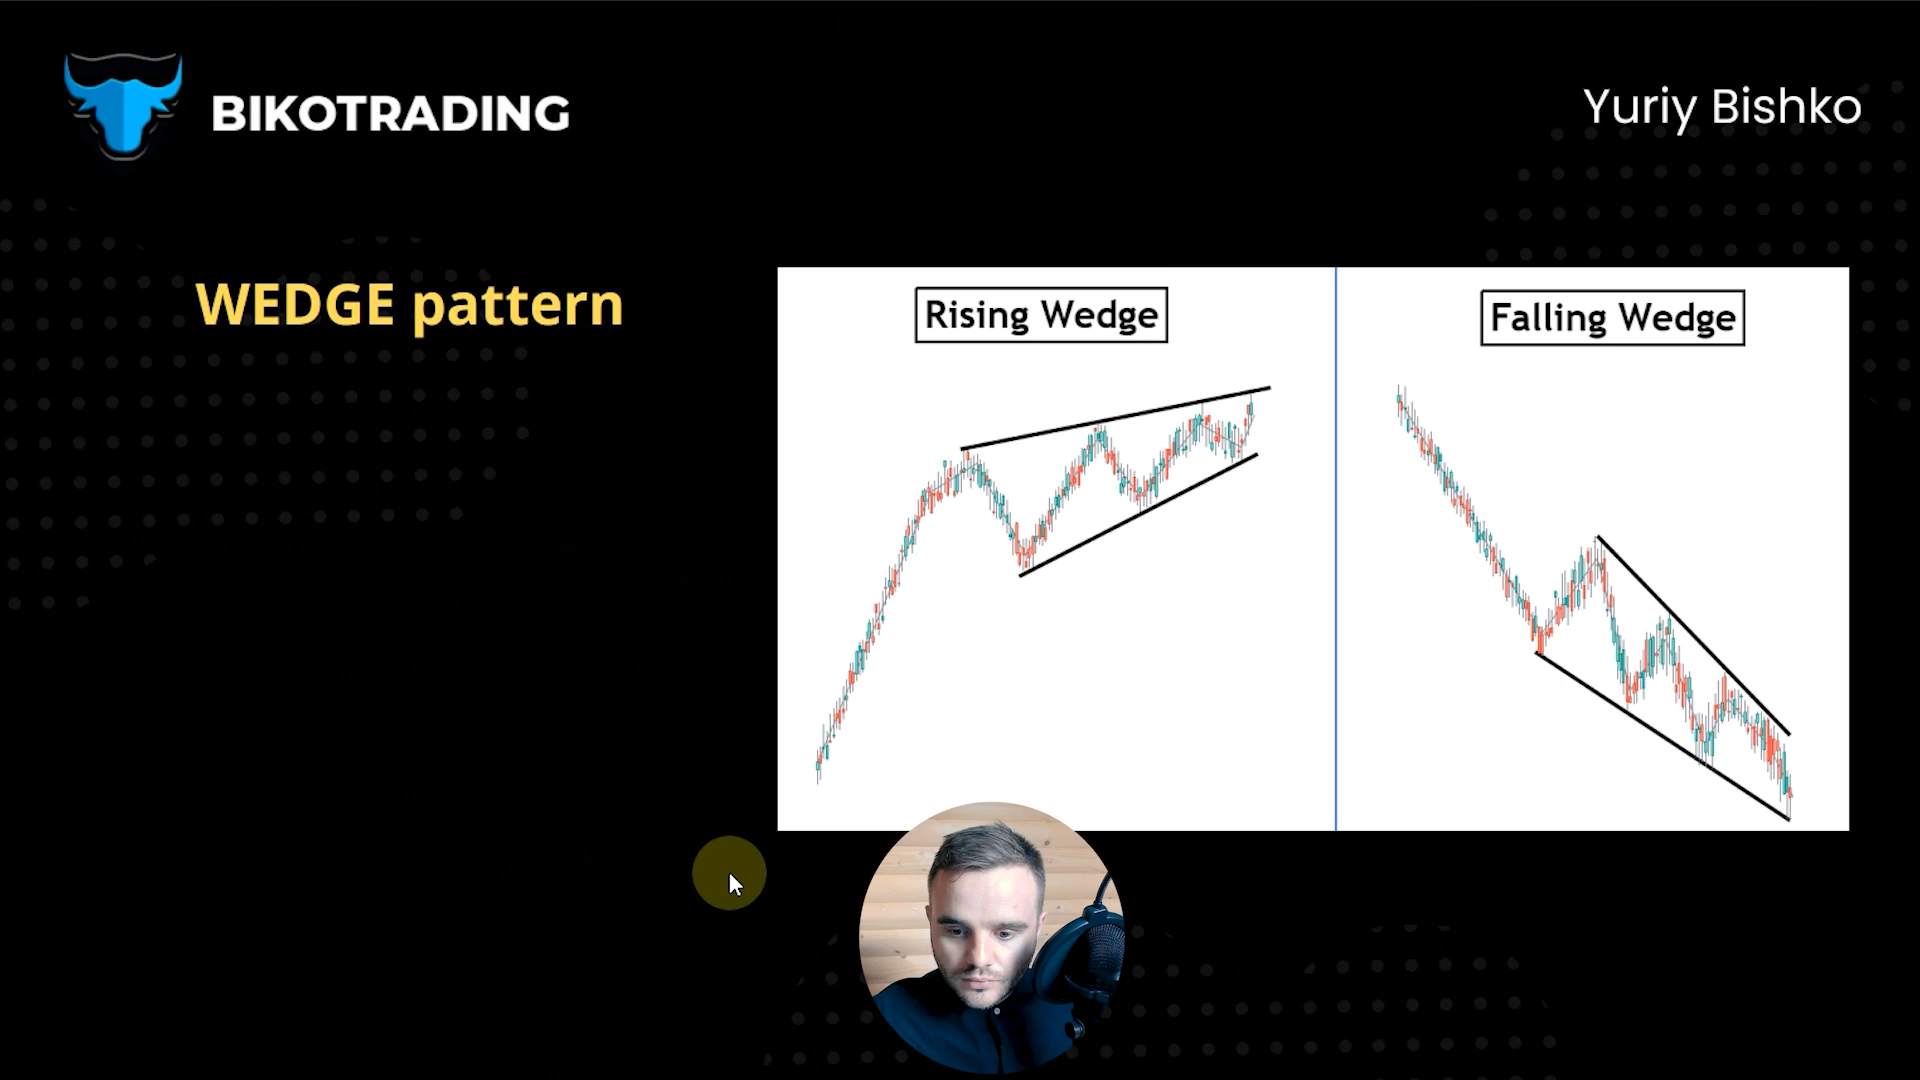 BIKOTRADING
Yuriy Bishko
WEDGE pattern
Rising Wedge
Falling Wedge